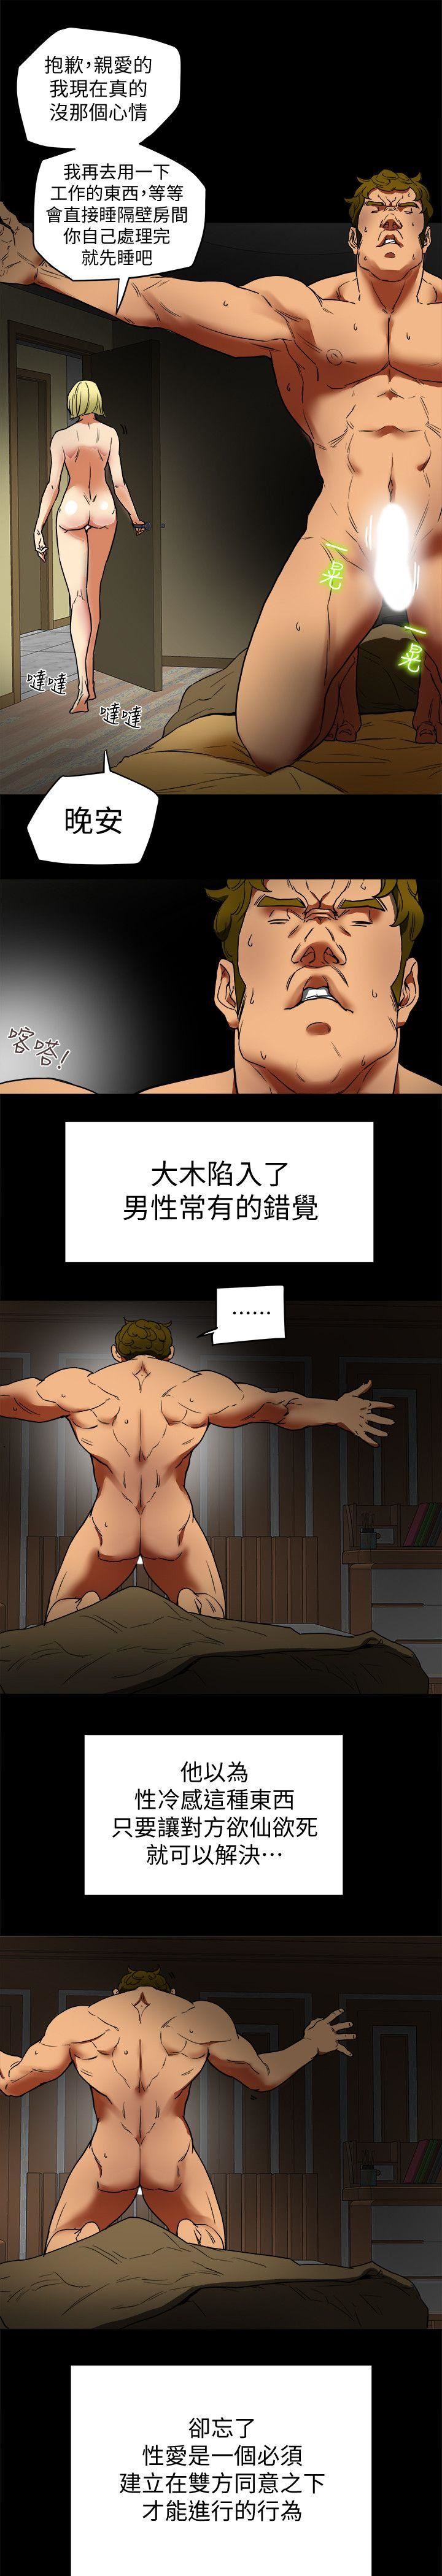 抱歉，親愛的
我現在真的
沒那個心情
我再去用一下
工作的東西，等等
會直接睡隔壁房間
你自己處理完
就先睡吧
一晃
一晃
噠噠
噠噠
晚安
喀嗒！
大木陷入了
男性常有的錯覺
……
他以為
性冷感這種東西
只要讓對方欲仙欲死
就可以解決…
卻忘了
性愛是一個必須
建立在雙方同意之下
才能進行的行為